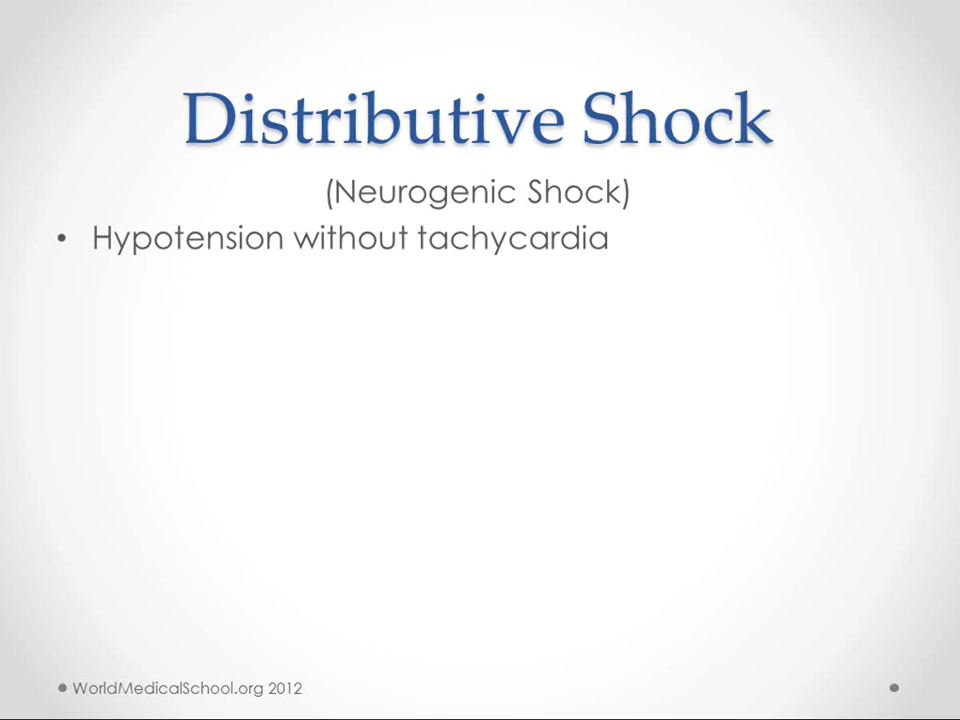 Distributive Shock
(Neurogenic Shock)
• Hypotension without tachycardia
WorldMedicalSchool.org 2012